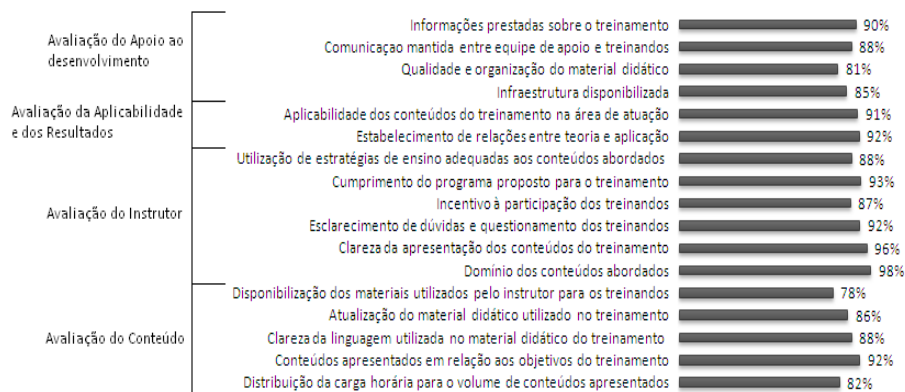 Avaliação do Apoio ao
desenvolvimento
Informações prestadas sobre o treinamento 90%
Comunicaçao mantida entre equipe de apoio e treinandos 88%
Qualidade e organização do material didático 81%
Infraestrutura disponibilizada 85%
Avaliação da Aplicabilidade
e dos Resultados
Aplicabilidade dos conteúdos do treinamento na área de atuação 91%
Estabelecimento de relações entre teoria e aplicação 92%
Avaliação do Instrutor
Utilização de estratégias de ensino adequadas aos conteúdos abordados 88%
Cumprimento do programa proposto para o treinamento 93%
Incentivo à participação dos treinandos 87%
Esclarecimento de dúvidas e questionamento dos treinandos 92%
Clareza da apresentação dos conteúdos do treinamento 96%
Domínio dos conteúdos abordados 98%
Avaliação do Conteúdo
Disponibilização dos materiais utilizados pelo instrutor para os treinandos 78%
Atualização do material didático utilizado no treinamento 86%
Clareza da linguagem utilizada no material didático do treinamento 88%
Conteúdos apresentados em relação aos objetivos do treinamento 92%
Distribuição da carga horária para o volume de conteúdos apresentados 82%